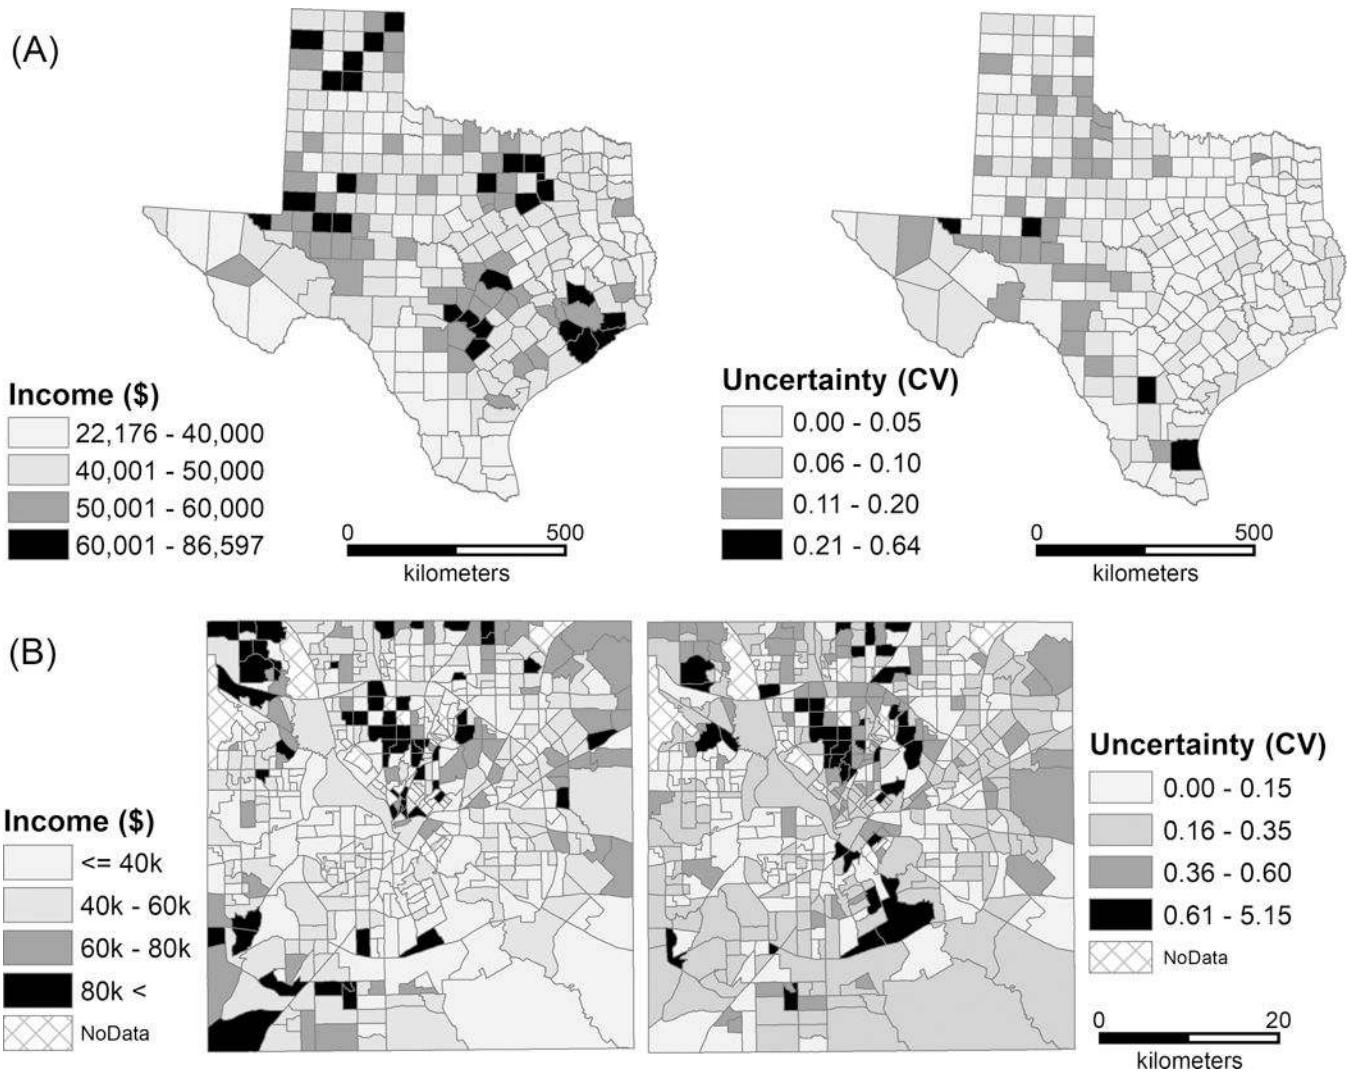 (A)
Income ($)
22,176 - 40,000
40,001 - 50,000
50,001 - 60,000
60,001 - 86,597
0 500
kilometers
Uncertainty (CV)
0.00 - 0.05
0.06 - 0.10
0.11 - 0.20
0.21 - 0.64
0 500
kilometers
(B)
Income ($)
<= 40k
40k - 60k
60k - 80k
80k <
NoData
Uncertainty (CV)
0.00 - 0.15
0.16 - 0.35
0.36 - 0.60
0.61 - 5.15
NoData
0 20
kilometers